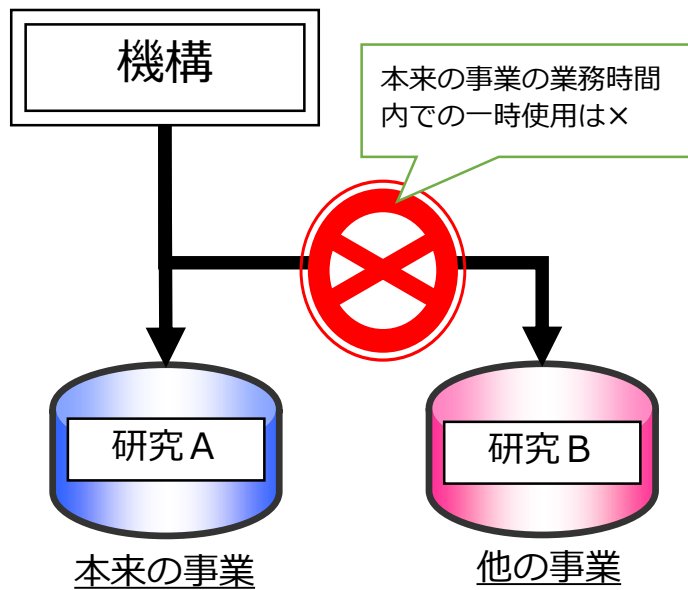 機構
本来の事業の業務時間
内での一時使用は×
研究A
研究B
本来の事業
他の事業